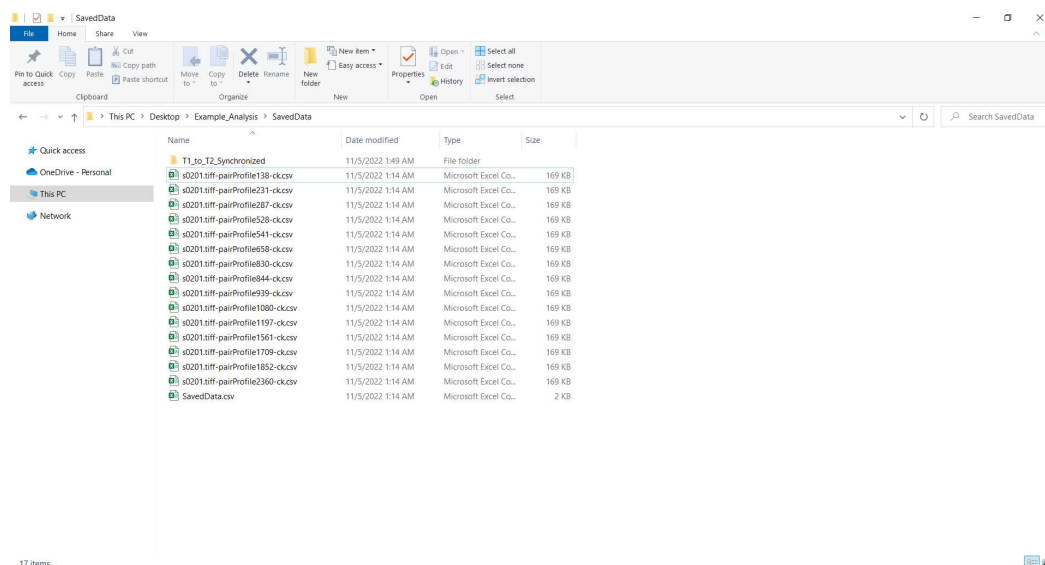 SavedData
File Home Share View
Pin to Quick access
Copy
Paste
Cut
Copy path
Paste shortcut
Clipboard
Move to
Copy to
Delete
Rename
Organize
New folder
New item
Easy access
New
Properties
Open
Edit
History
Open
Select all
Select none
Invert selection
Select
This PC > Desktop > Example_Analysis > SavedData
Search SavedData
Quick access
OneDrive - Personal
This PC
Network
Name Date modified Type Size
T1_to_T2_Synchronized 11/5/2022 1:49 AM File folder
s0201.tiff-pairProfile138-ck.csv 11/5/2022 1:14 AM Microsoft Excel Co... 169 KB
s0201.tiff-pairProfile231-ck.csv 11/5/2022 1:14 AM Microsoft Excel Co... 169 KB
s0201.tiff-pairProfile287-ck.csv 11/5/2022 1:14 AM Microsoft Excel Co... 169 KB
s0201.tiff-pairProfile528-ck.csv 11/5/2022 1:14 AM Microsoft Excel Co... 169 KB
s0201.tiff-pairProfile541-ck.csv 11/5/2022 1:14 AM Microsoft Excel Co... 169 KB
s0201.tiff-pairProfile658-ck.csv 11/5/2022 1:14 AM Microsoft Excel Co... 169 KB
s0201.tiff-pairProfile830-ck.csv 11/5/2022 1:14 AM Microsoft Excel Co... 169 KB
s0201.tiff-pairProfile844-ck.csv 11/5/2022 1:14 AM Microsoft Excel Co... 169 KB
s0201.tiff-pairProfile939-ck.csv 11/5/2022 1:14 AM Microsoft Excel Co... 169 KB
s0201.tiff-pairProfile1080-ck.csv 11/5/2022 1:14 AM Microsoft Excel Co... 169 KB
s0201.tiff-pairProfile1197-ck.csv 11/5/2022 1:14 AM Microsoft Excel Co... 169 KB
s0201.tiff-pairProfile1561-ck.csv 11/5/2022 1:14 AM Microsoft Excel Co... 169 KB
s0201.tiff-pairProfile1709-ck.csv 11/5/2022 1:14 AM Microsoft Excel Co... 169 KB
s0201.tiff-pairProfile1852-ck.csv 11/5/2022 1:14 AM Microsoft Excel Co... 169 KB
s0201.tiff-pairProfile2360-ck.csv 11/5/2022 1:14 AM Microsoft Excel Co... 169 KB
SavedData.csv 11/5/2022 1:14 AM Microsoft Excel Co... 2 KB
17 items